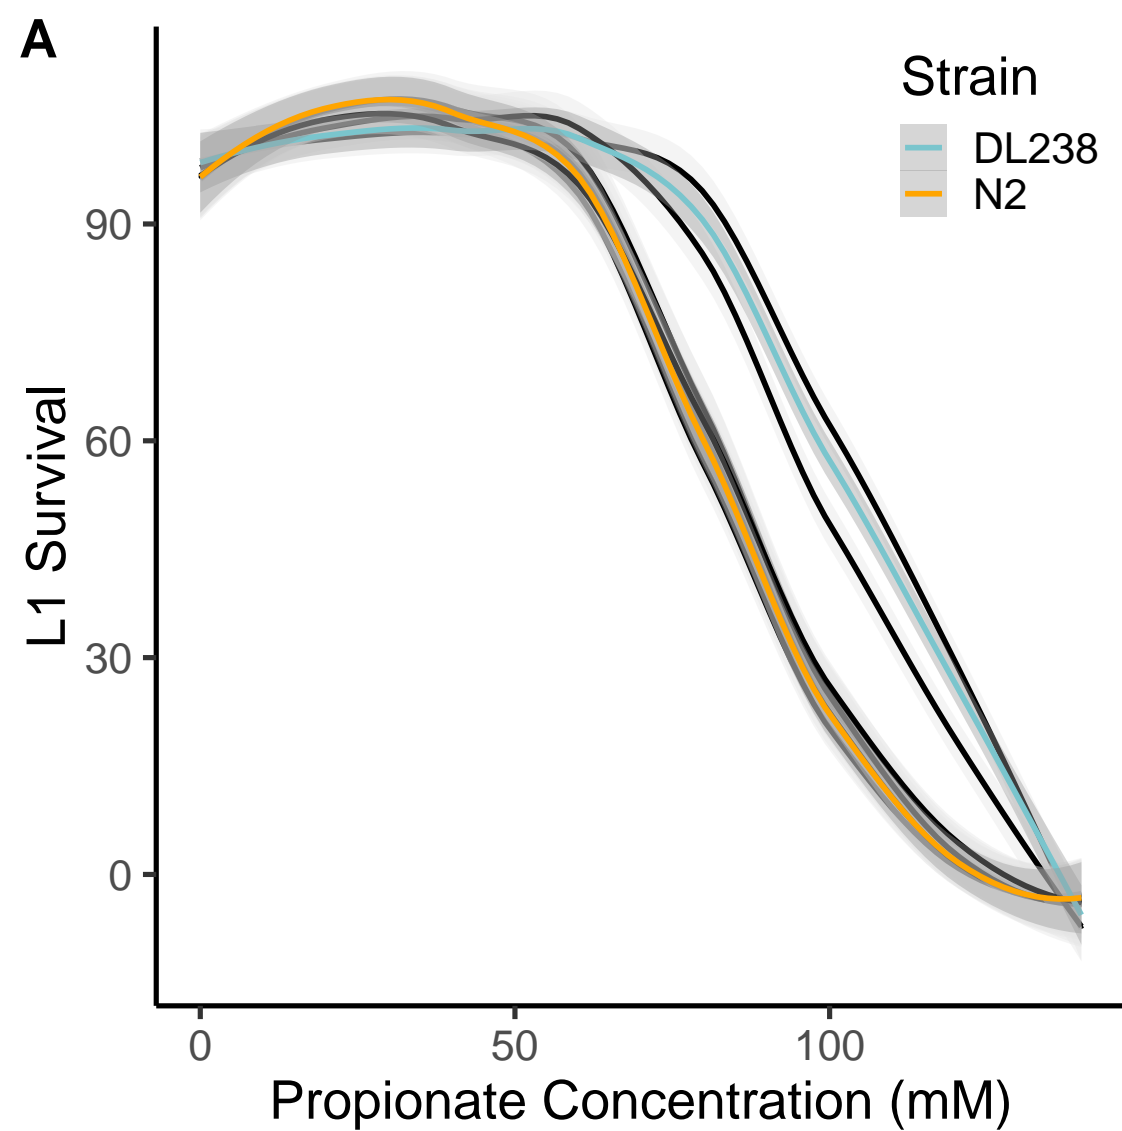 A
Strain
DL238
N2
90
60
30
0
L1 Survival
0 50 100
Propionate Concentration (mM)